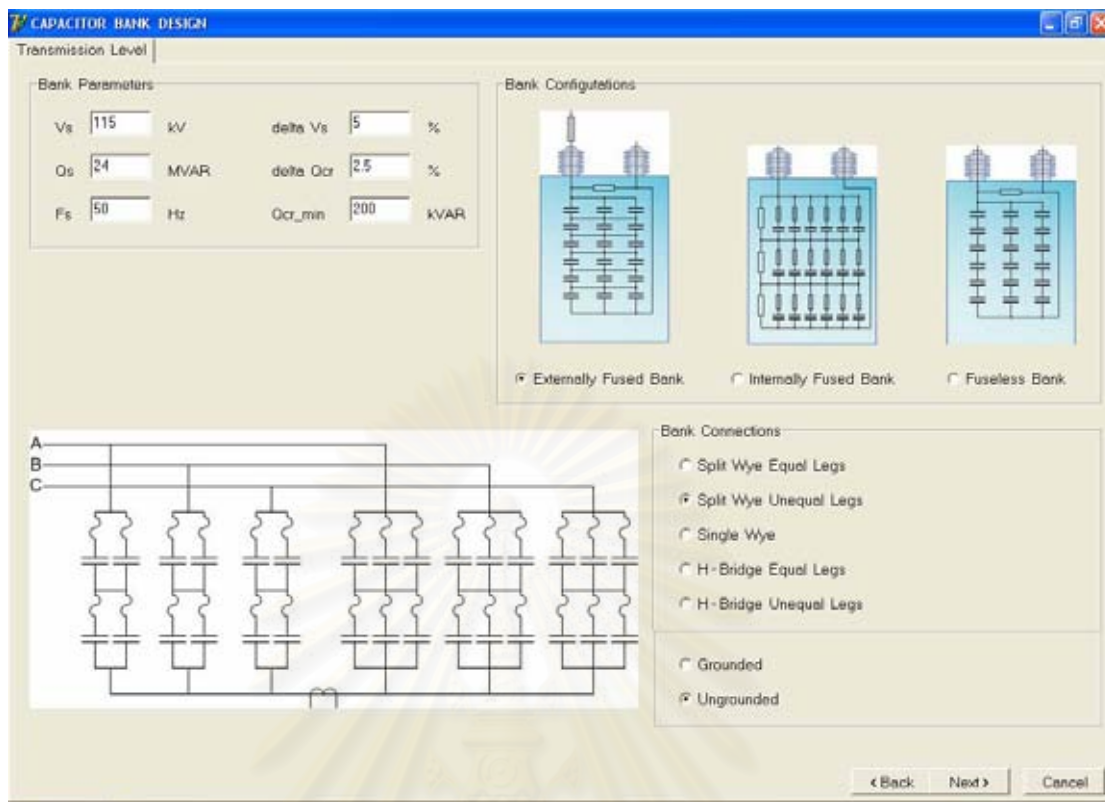 CAPACITOR BANK DESIGN
Transmission Level
Bank Parameters
Vs 115 kV delta Vs 5 %
Qs 24 MVAR delta Qcr 2.5 %
Fs 50 Hz Qcr_min 200 kVAR
Bank Configutations
Externally Fused Bank Internally Fused Bank Fuseless Bank
A
B
C
Bank Connections
Split Wye Equal Legs
Split Wye Unequal Legs
Single Wye
H-Bridge Equal Legs
H-Bridge Unequal Legs
Grounded
Ungrounded
< Back Next > Cancel